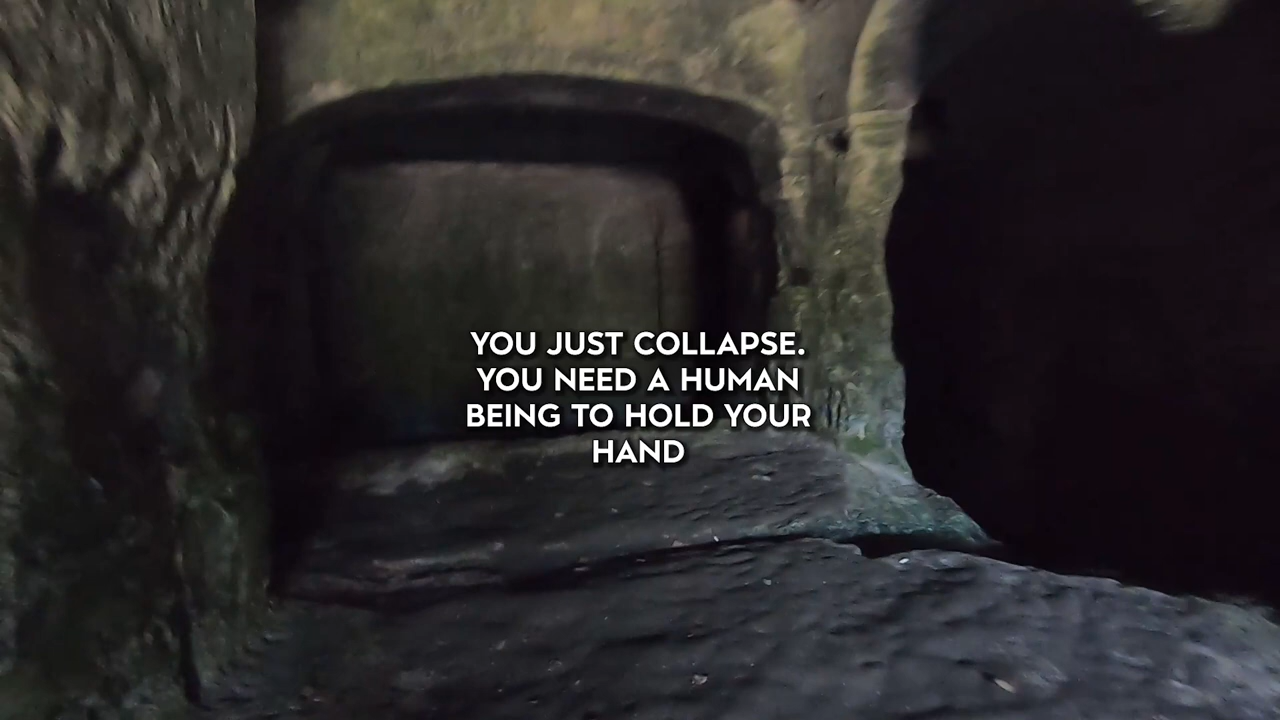 YOU JUST COLLAPSE.
YOU NEED A HUMAN
BEING TO HOLD YOUR
HAND